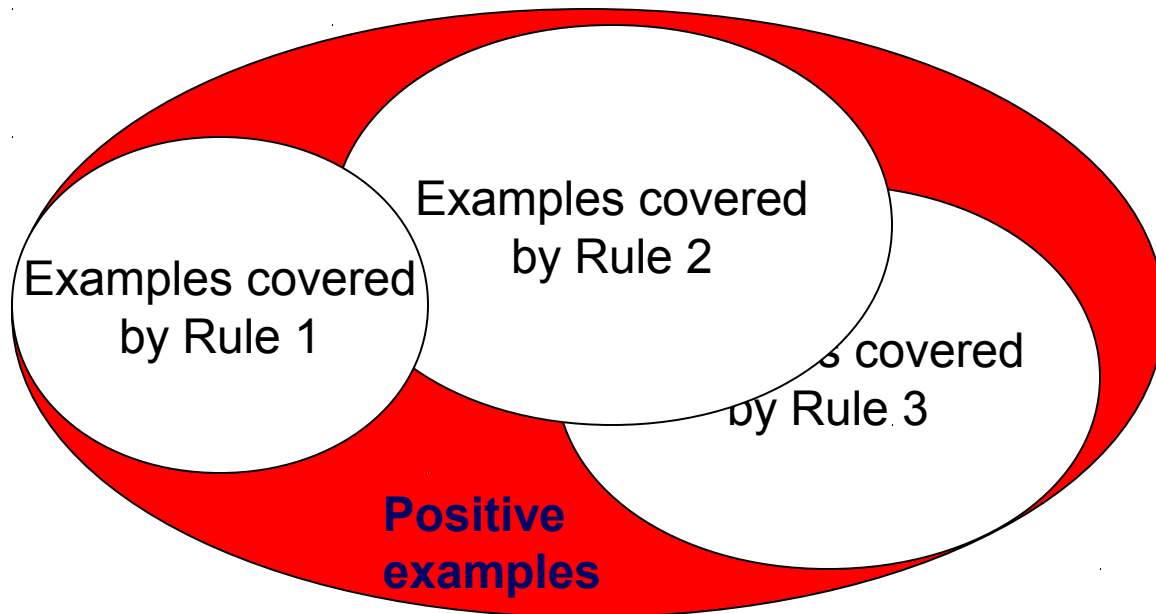 Examples covered
by Rule 2
Examples covered
by Rule 1
covered
by Rule 3
Positive
examples